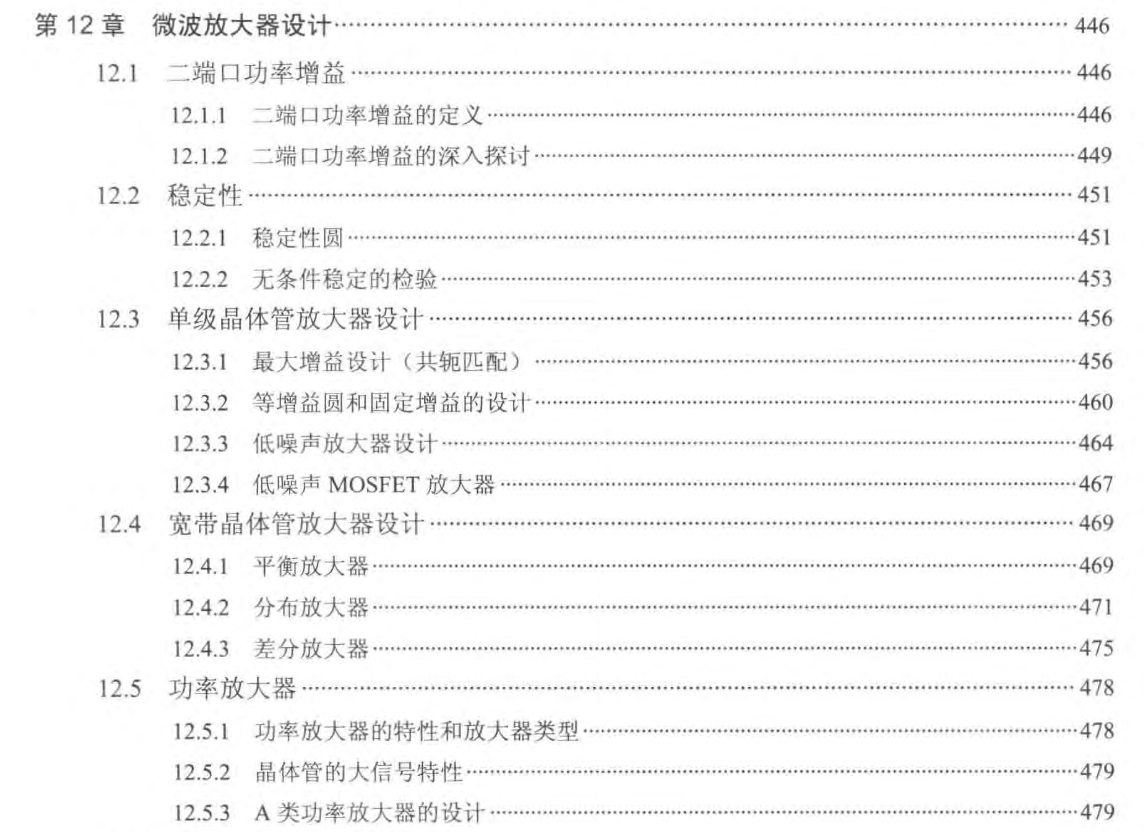 第 12 章 微波放大器设计 446
12.1 二端口功率增益 446
12.1.1 二端口功率增益的定义 446
12.1.2 二端口功率增益的深入探讨 449
12.2 稳定性 451
12.2.1 稳定性圆 451
12.2.2 无条件稳定的检验 453
12.3 单级晶体管放大器设计 456
12.3.1 最大增益设计（共轭匹配） 456
12.3.2 等增益圆和固定增益的设计 460
12.3.3 低噪声放大器设计 464
12.3.4 低噪声 MOSFET 放大器 467
12.4 宽带晶体管放大器设计 469
12.4.1 平衡放大器 469
12.4.2 分布放大器 471
12.4.3 差分放大器 475
12.5 功率放大器 478
12.5.1 功率放大器的特性和放大器类型 478
12.5.2 晶体管的大信号特性 479
12.5.3 A 类功率放大器的设计 479